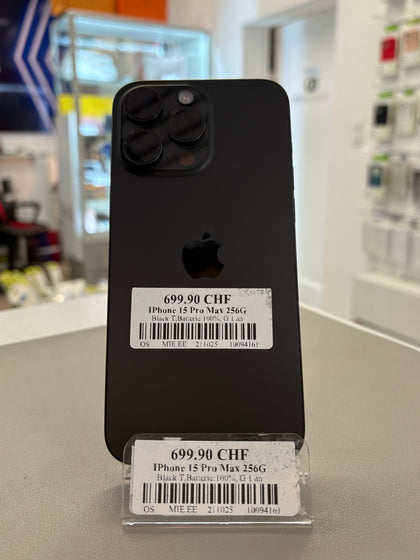 699.90 CHF
IPhone 15 Pro Max 256G
Black T,Batterie:100%, G 1 an
OS MIE.EE 211025 10094161
699.90 CHF
IPhone 15 Pro Max 256G
Black T,Batterie:100%, G 1 an
OS MIE.EE 211025 10094161